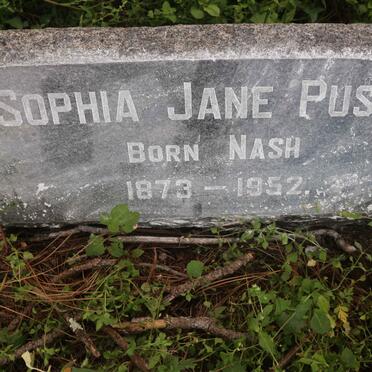 SOPHIA JANE PUS
BORN NASH
1873 – 1952